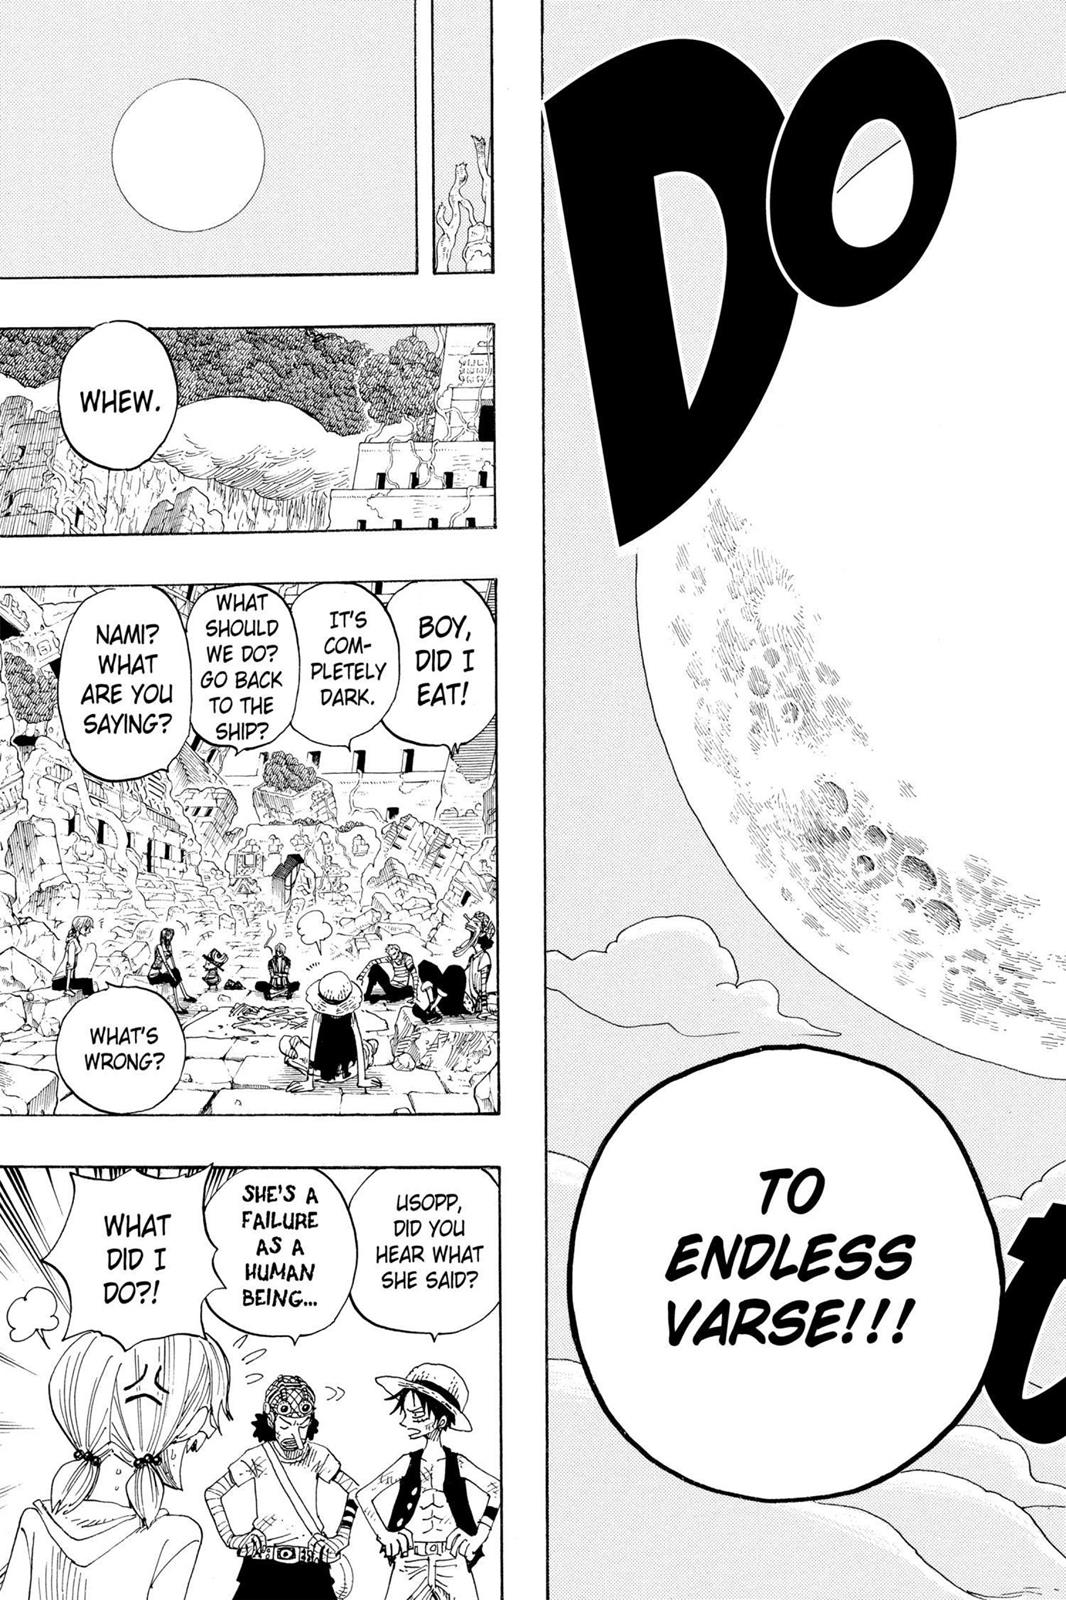 DO
TO
ENDLESS
VARSE!!!
WHEW.
BOY,
DID I
EAT!
IT'S
COM-
PLETELY
DARK.
WHAT
SHOULD
WE DO?
GO BACK
TO THE
SHIP?
NAMI?
WHAT
ARE YOU
SAYING?
WHAT'S
WRONG?
USOPP,
DID YOU
HEAR WHAT
SHE SAID?
SHE'S A
FAILURE
AS A
HUMAN
BEING...
WHAT
DID I
DO?!